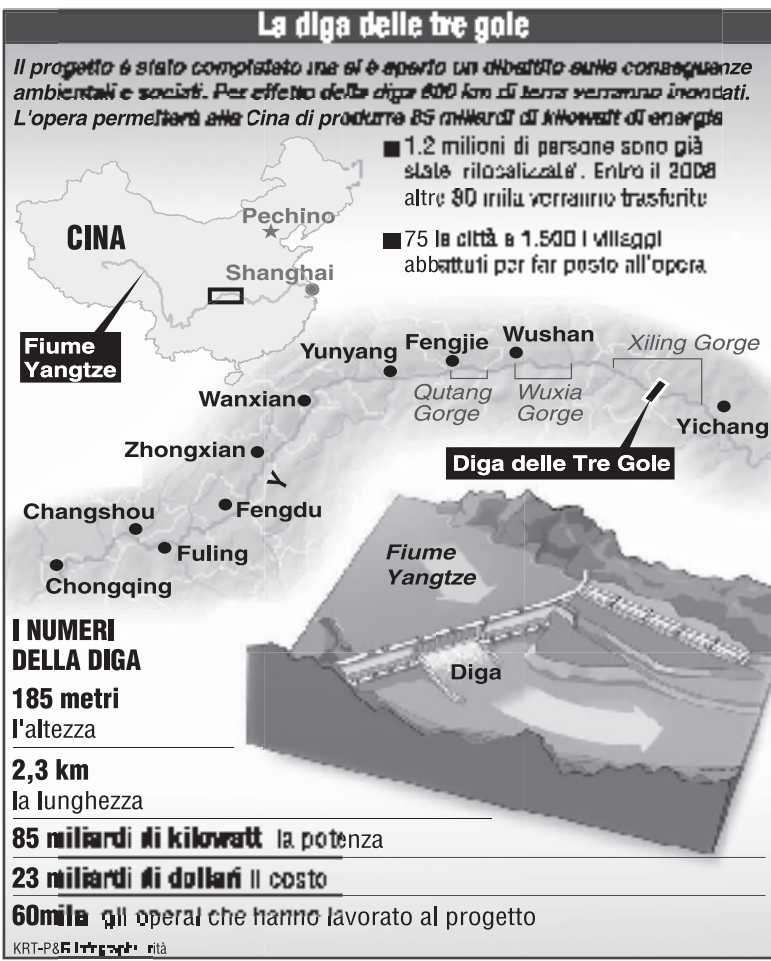 La diga delle tre gole
Il progetto è stato completato ma si è aperto un dibattito sulle conseguenze
ambientali e sociali. Per effetto della diga 600 km di terra verranno inondati.
L'opera permetterà alla Cina di produrre 85 miliardi di kilowatt di energia
■ 1.2 milioni di persone sono già
state 'rilocalizzate'. Entro il 2008
altre 80 mila verranno trasferite
■ 75 le città e 1.500 i villaggi
abbattuti per far posto all'opera
CINA
Pechino
Shanghai
Fiume
Yangtze
Yunyang
Fengjie
Wushan
Xiling Gorge
Wanxian
Qutang
Gorge
Wuxia
Gorge
Yichang
Zhongxian
Diga delle Tre Gole
Changshou
Fengdu
Fuling
Chongqing
Fiume
Yangtze
Diga
I NUMERI
DELLA DIGA
185 metri
l'altezza
2,3 km
la lunghezza
85 miliardi di kilowatt la potenza
23 miliardi di dollari il costo
60mila gli operai che hanno lavorato al progetto
KRT-P&G